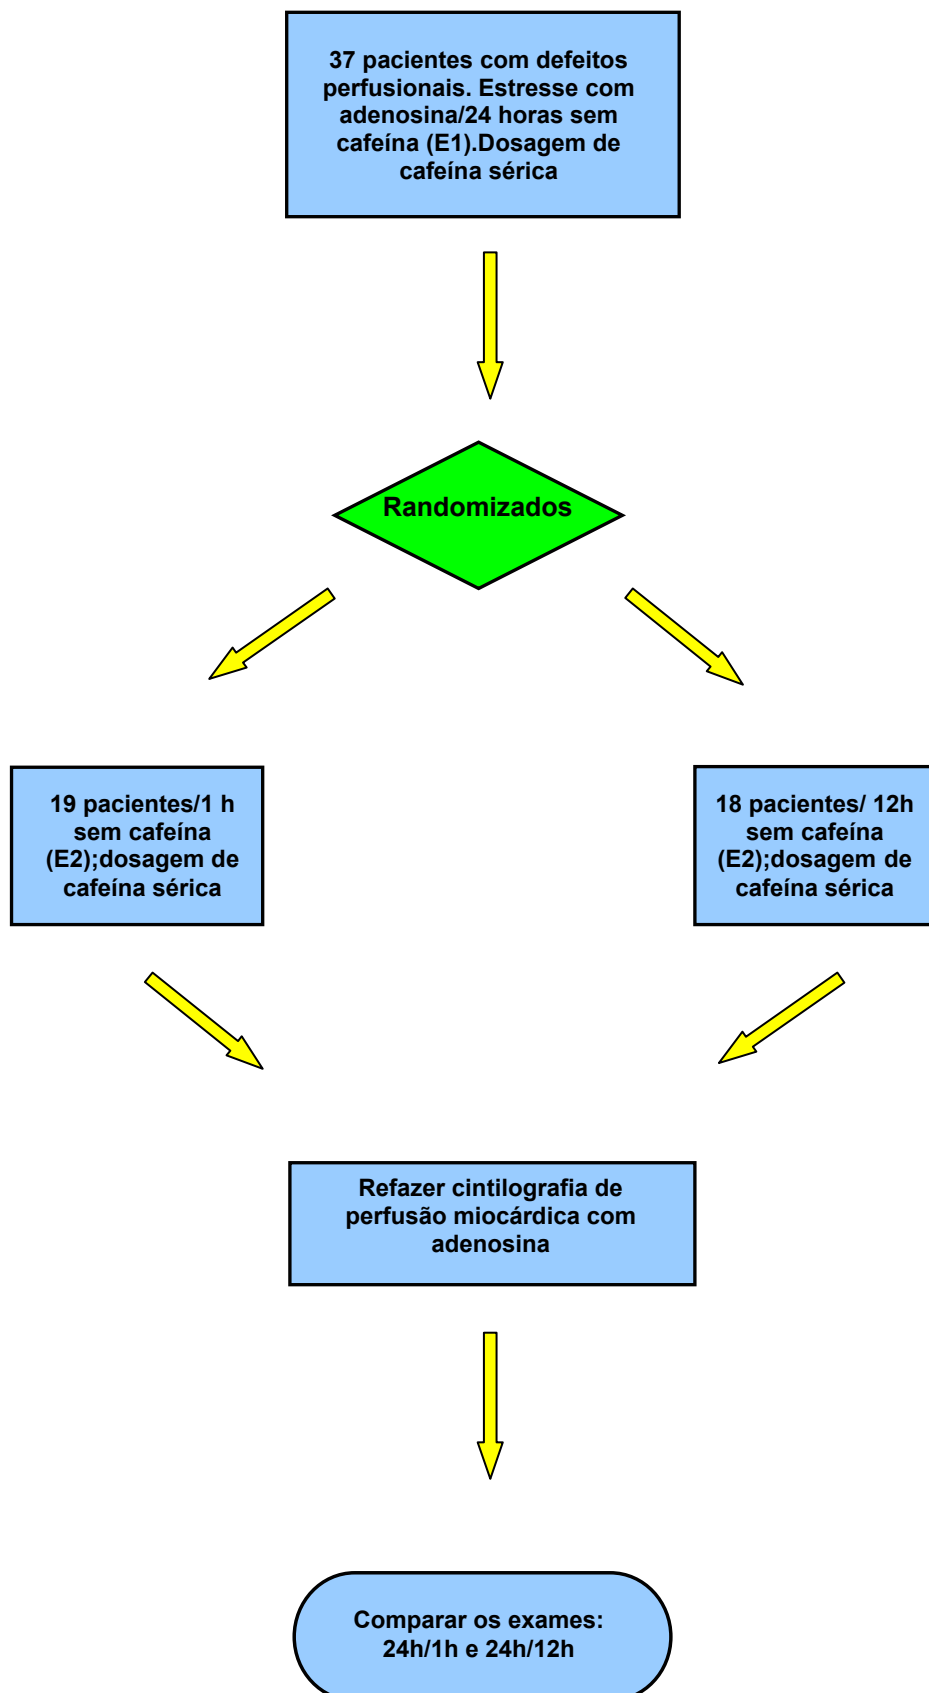 37 pacientes com defeitos
perfusionais. Estresse com
adenosina/24 horas sem
cafeína (E1).Dosagem de
cafeína sérica
Randomizados
19 pacientes/1 h
sem cafeína
(E2);dosagem de
cafeína sérica
18 pacientes/ 12h
sem cafeína
(E2);dosagem de
cafeína sérica
Refazer cintilografia de
perfusão miocárdica com
adenosina
Comparar os exames:
24h/1h e 24h/12h